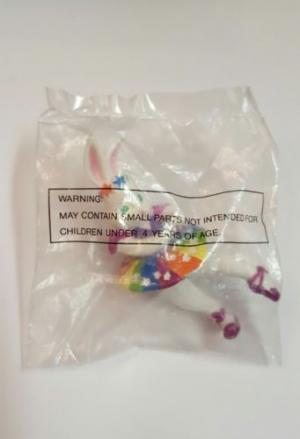 WARNING:
MAY CONTAIN SMALL PARTS NOT INTENDED FOR
CHILDREN UNDER 4 YEARS OF AGE.